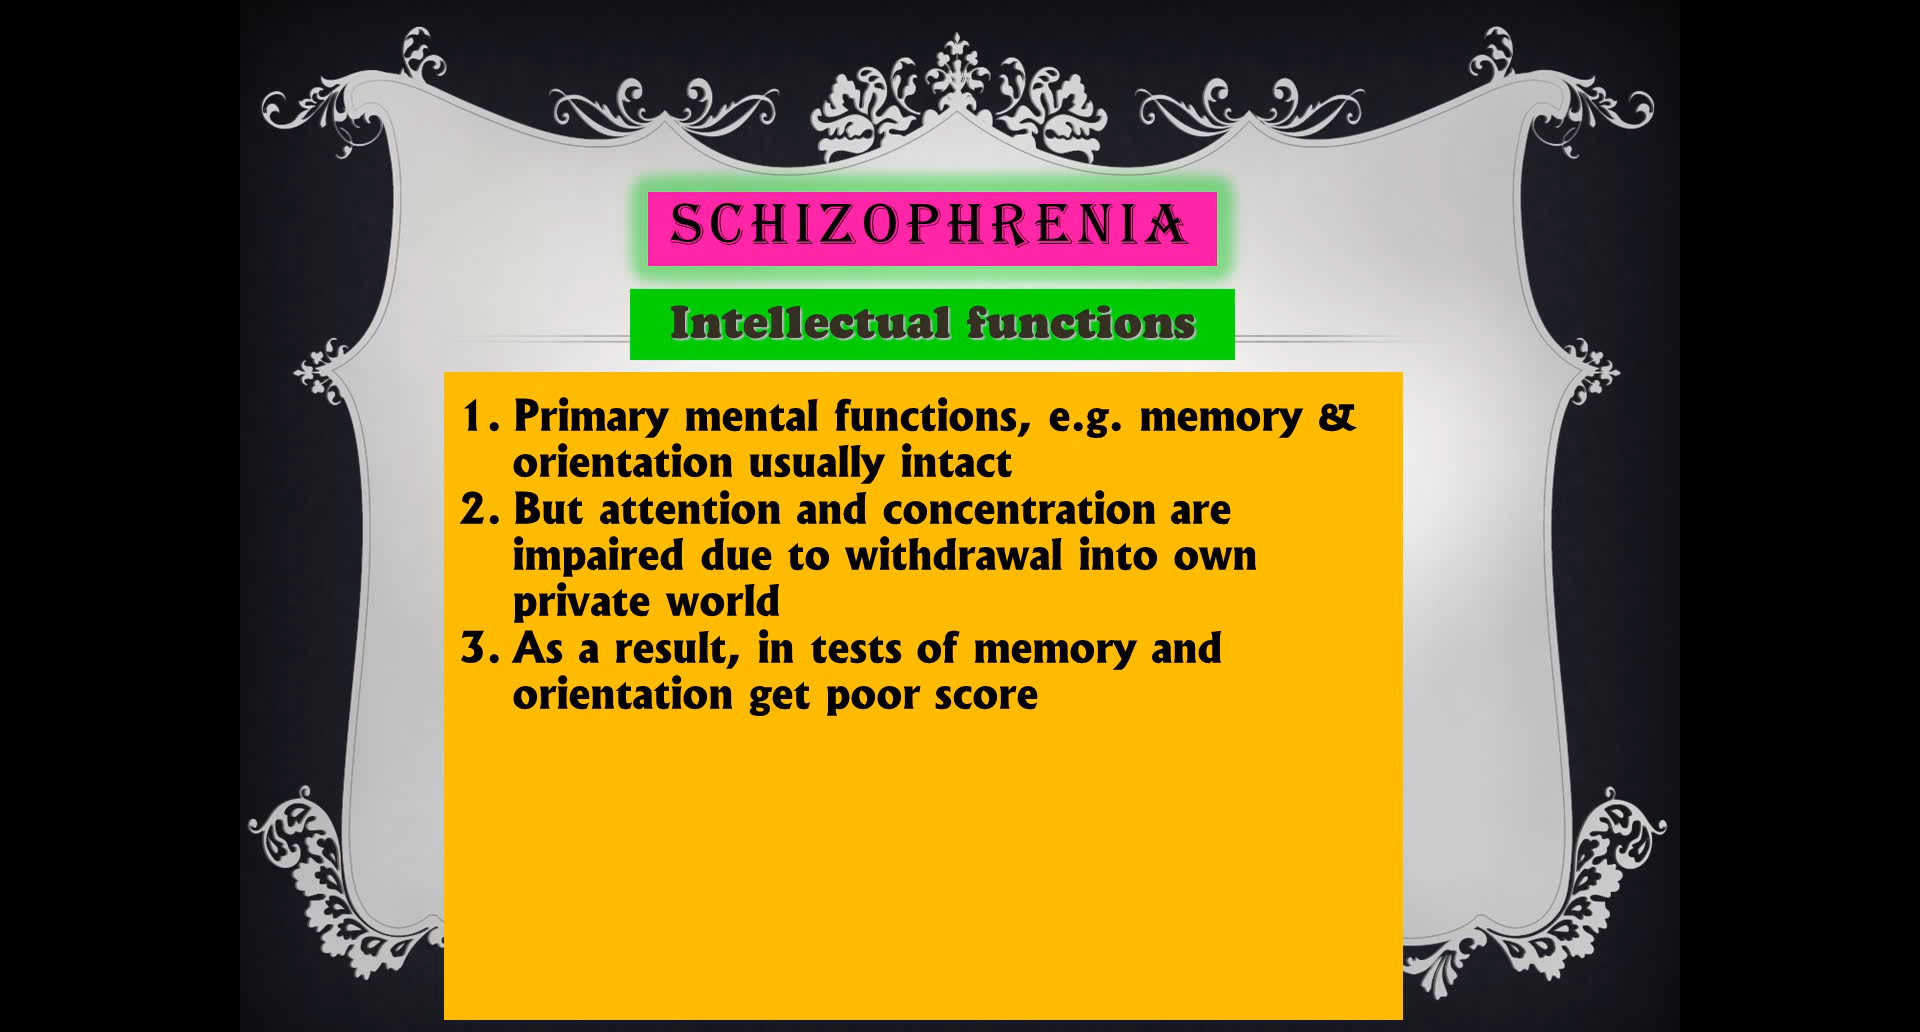 SCHIZOPHRENIA
Intellectual functions
1. Primary mental functions, e.g. memory &
orientation usually intact
2. But attention and concentration are
impaired due to withdrawal into own
private world
3. As a result, in tests of memory and
orientation get poor score